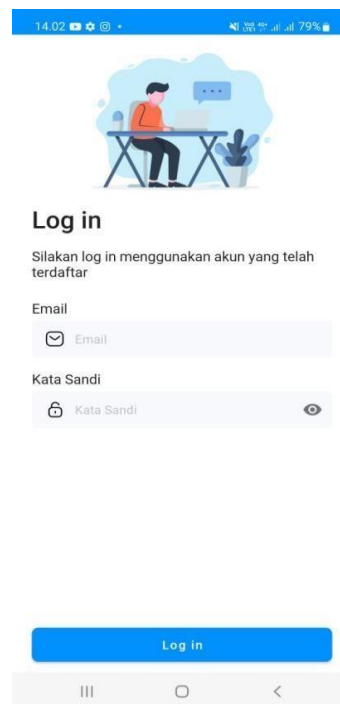 14.02
79%
Log in
Silakan log in menggunakan akun yang telah
terdaftar
Email
Email
Kata Sandi
Kata Sandi
Log in